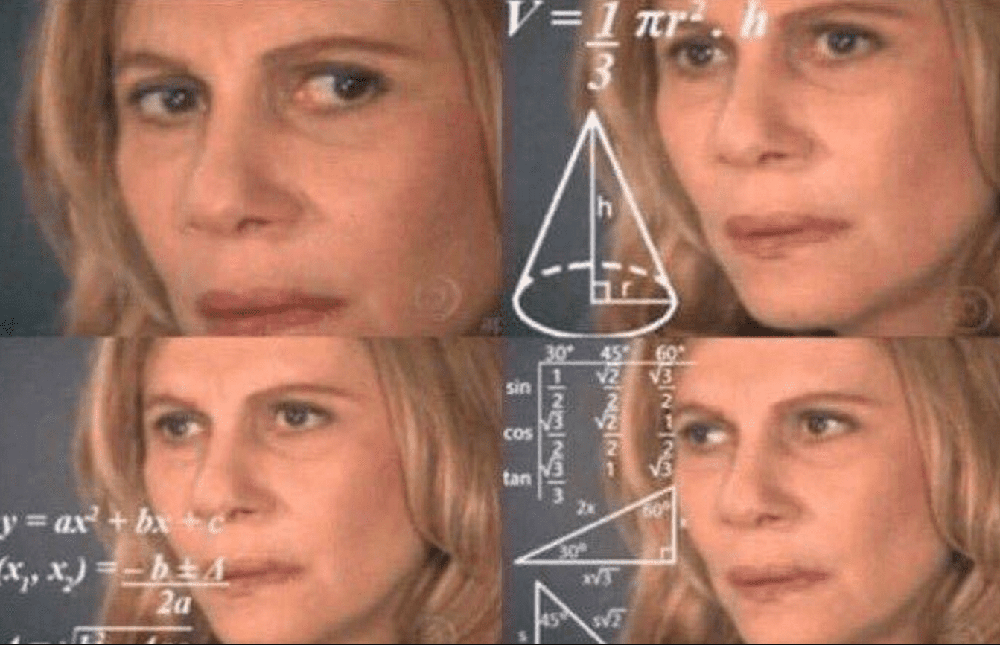 V = 1/3 πr² . h
h
r
y = ax² + bx + c
(x₁, x₂) = -b ± Δ
2a
30° 45° 60°
sin 1/2 √2/2 √3/2
cos √3/2 √2/2 1/2
tan √3/3 1 √3
2x
60°
30°
x√3
45°
s√2
s